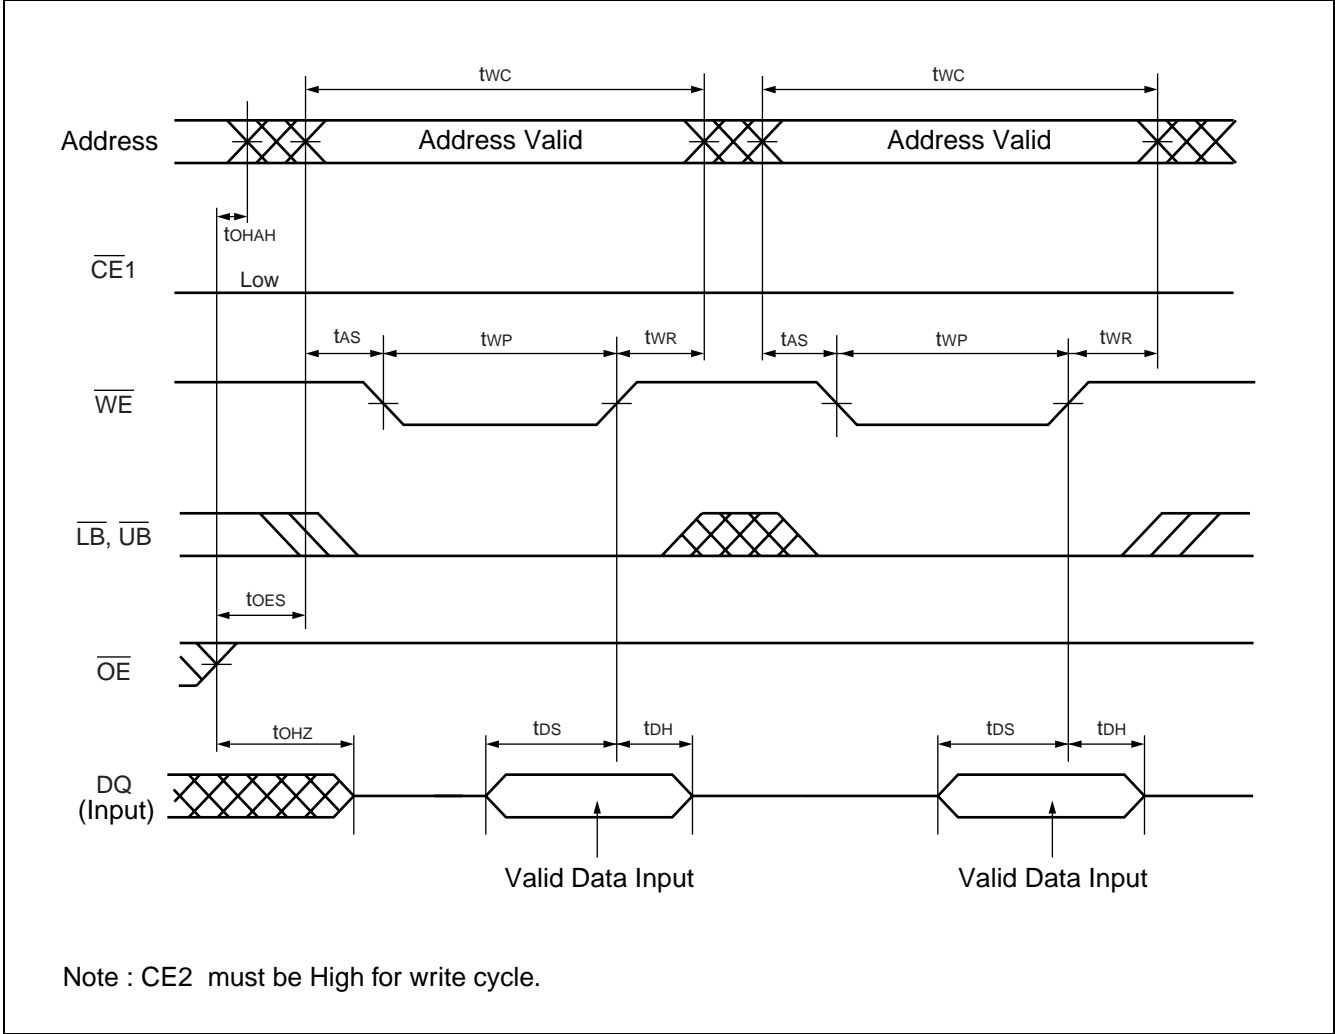 tWC tWC
Address Address Valid Address Valid
tOHAH
CE1
Low
tAS tWP tWR tAS tWP tWR
WE
LB, UB
tOES
OE
tOHZ tDS tDH tDS tDH
DQ
(Input)
Valid Data Input Valid Data Input
Note : CE2 must be High for write cycle.